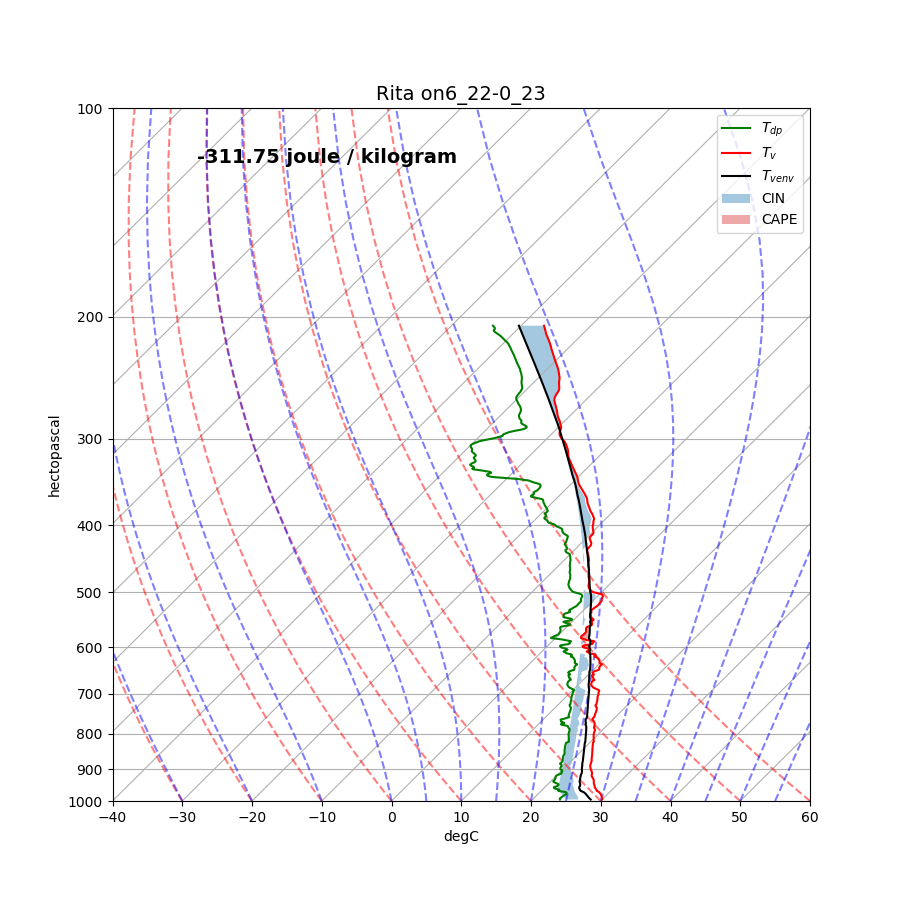 Rita on6_22-0_23
-311.75 joule / kilogram
T_dp
T_v
T_venv
CIN
CAPE
hectopascal
100
200
300
400
500
600
700
800
900
1000
−40 −30 −20 −10 0 10 20 30 40 50 60
degC